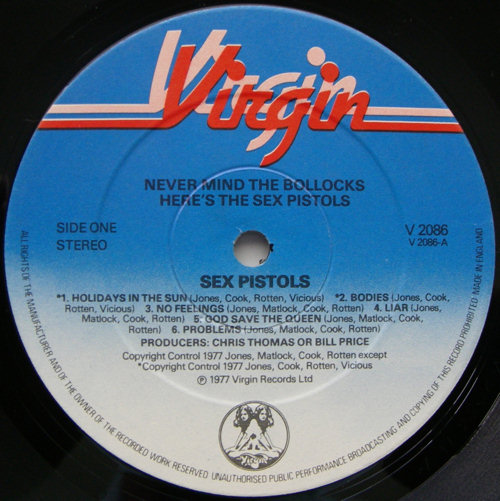 Virgin
NEVER MIND THE BOLLOCKS
HERE'S THE SEX PISTOLS
SIDE ONE
STEREO
V 2086
V 2086-A
SEX PISTOLS
*1. HOLIDAYS IN THE SUN (Jones, Cook, Rotten, Vicious) *2. BODIES (Jones, Cook,
Rotten, Vicious) 3. NO FEELINGS (Jones, Matlock, Cook, Rotten) 4. LIAR (Jones,
Matlock, Cook, Rotten) 5. GOD SAVE THE QUEEN (Jones, Matlock, Cook,
Rotten) 6. PROBLEMS (Jones, Matlock, Cook, Rotten)
PRODUCERS: CHRIS THOMAS OR BILL PRICE
Copyright Control 1977 Jones, Matlock, Cook, Rotten except
*Copyright Control 1977 Jones, Cook, Rotten, Vicious
℗ 1977 Virgin Records Ltd
VIRGIN
ALL RIGHTS OF THE MANUFACTURER AND OF THE OWNER OF THE RECORDED WORK RESERVED. UNAUTHORISED PUBLIC PERFORMANCE BROADCASTING AND COPYING OF THIS RECORD PROHIBITED. MADE IN ENGLAND